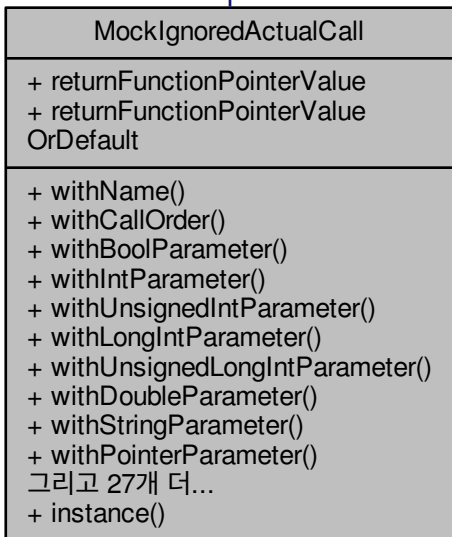 MockIgnoredActualCall
+ returnFunctionPointerValue
+ returnFunctionPointerValue
OrDefault
+ withName()
+ withCallOrder()
+ withBoolParameter()
+ withIntParameter()
+ withUnsignedIntParameter()
+ withLongIntParameter()
+ withUnsignedLongIntParameter()
+ withDoubleParameter()
+ withStringParameter()
+ withPointerParameter()
그리고 27개 더...
+ instance()